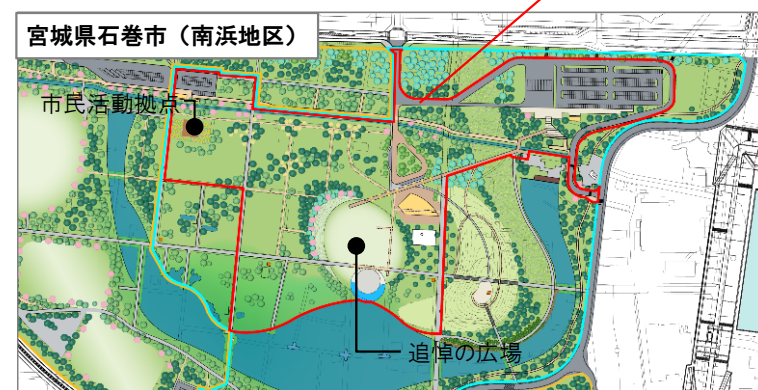 宮城県石巻市（南浜地区）
市民活動拠点
追悼の広場